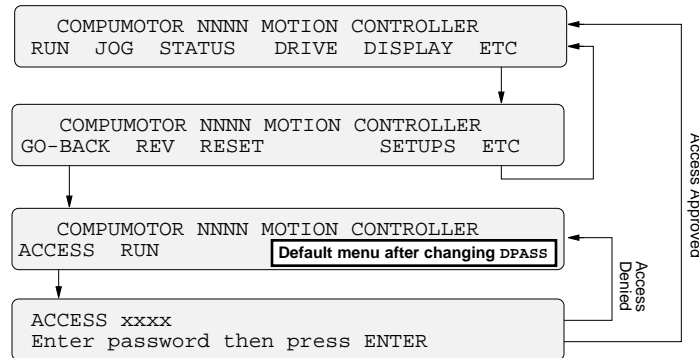 COMPUMOTOR NNNN MOTION CONTROLLER
RUN JOG STATUS DRIVE DISPLAY ETC
COMPUMOTOR NNNN MOTION CONTROLLER
GO-BACK REV RESET SETUPS ETC
COMPUMOTOR NNNN MOTION CONTROLLER
ACCESS RUN
Default menu after changing DPASS
ACCESS xxxx
Enter password then press ENTER
Access
Denied
Access Approved